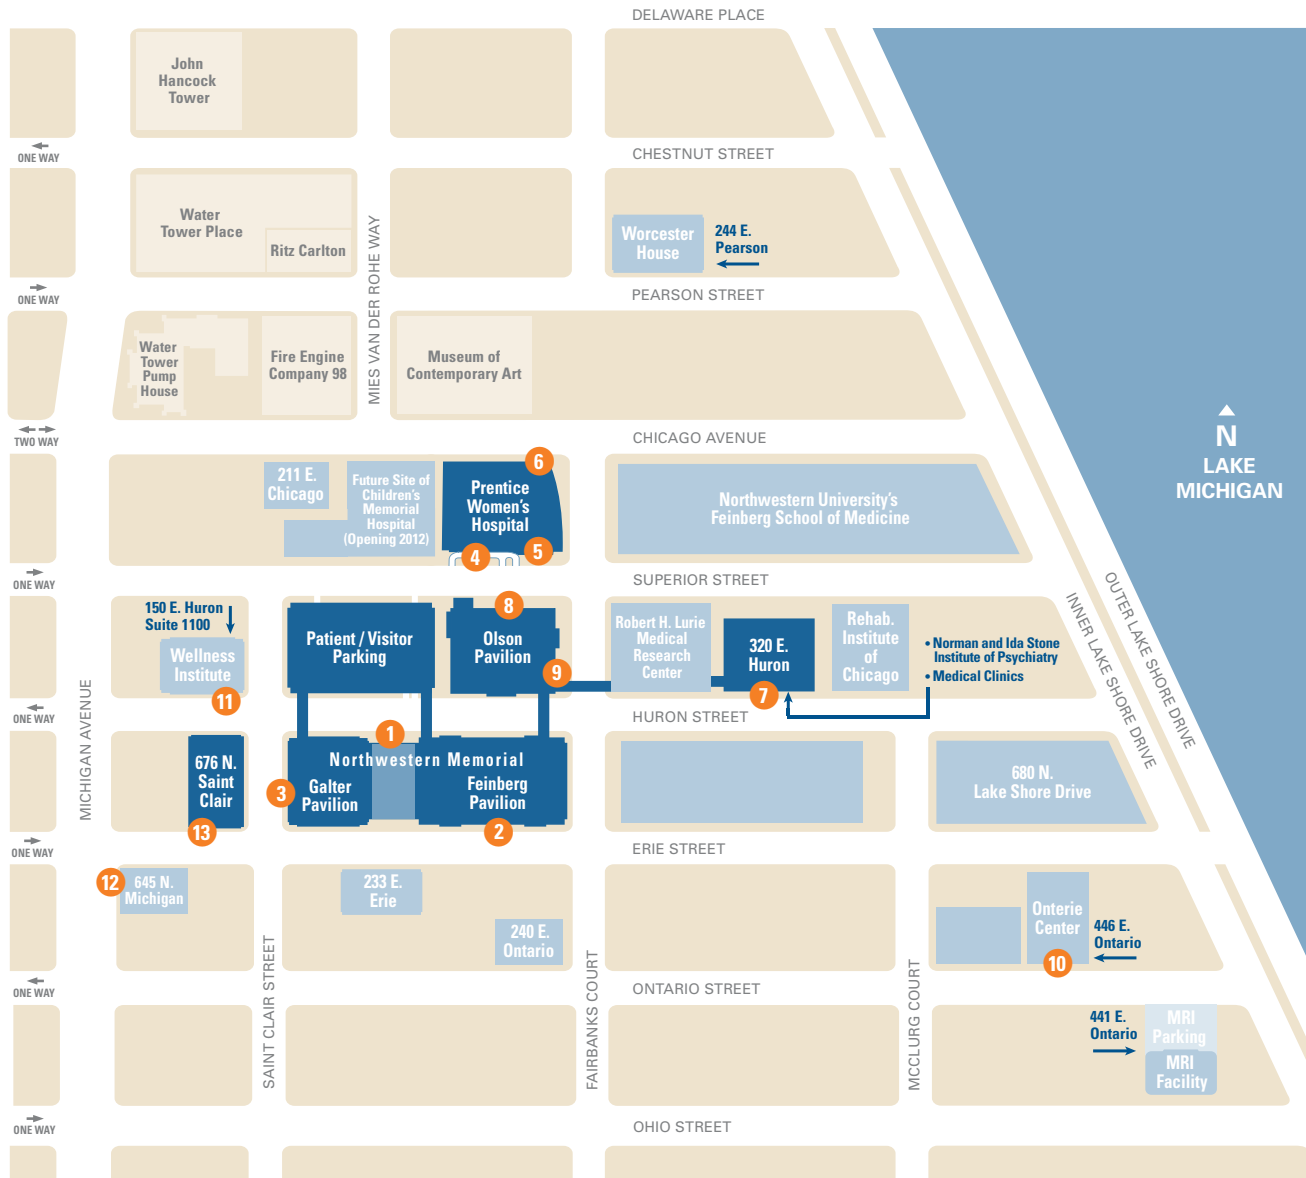 DELAWARE PLACE
John
Hancock
Tower
ONE WAY
CHESTNUT STREET
Water
Tower Place
Ritz Carlton
MIES VAN DER ROHE WAY
Worcester
House
244 E.
Pearson
ONE WAY
PEARSON STREET
Water
Tower
Pump
House
Fire Engine
Company 98
Museum of
Contemporary Art
N
LAKE
MICHIGAN
TWO WAY
CHICAGO AVENUE
211 E.
Chicago
Future Site of
Children's
Memorial
Hospital
(Opening 2012)
6
Prentice
Women's
Hospital
4
5
Northwestern University's
Feinberg School of Medicine
ONE WAY
SUPERIOR STREET
OUTER LAKE SHORE DRIVE
INNER LAKE SHORE DRIVE
150 E. Huron
Suite 1100
Wellness
Institute
11
Patient / Visitor
Parking
8
Olson
Pavilion
9
Robert H. Lurie
Medical
Research
Center
320 E.
Huron
7
Rehab.
Institute
of
Chicago
• Norman and Ida Stone
Institute of Psychiatry
• Medical Clinics
MICHIGAN AVENUE
ONE WAY
HURON STREET
676 N.
Saint
Clair
13
1
Northwestern Memorial
3
Galter
Pavilion
Feinberg
Pavilion
2
680 N.
Lake Shore Drive
ONE WAY
ERIE STREET
12
645 N.
Michigan
233 E.
Erie
240 E.
Ontario
Onterie
Center
10
446 E.
Ontario
SAINT CLAIR STREET
FAIRBANKS COURT
MCCLURG COURT
ONE WAY
ONTARIO STREET
441 E.
Ontario
MRI
Parking
MRI
Facility
ONE WAY
OHIO STREET